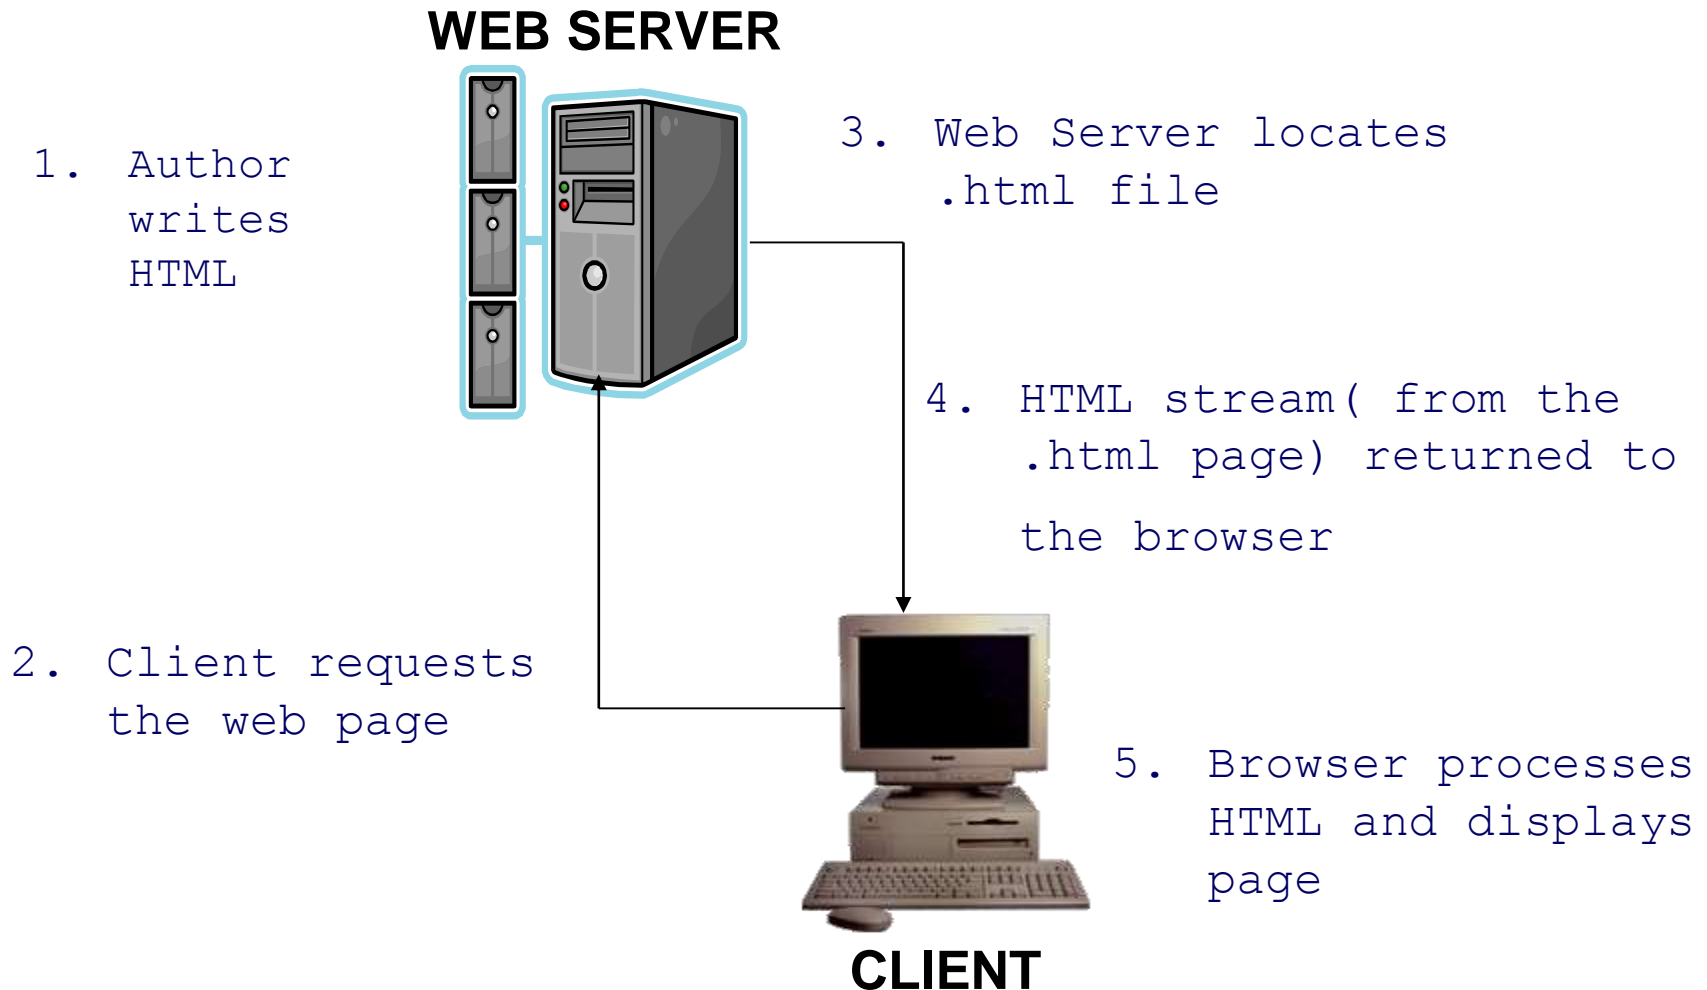 WEB SERVER
1. Author
writes
HTML
2. Client requests
the web page
3. Web Server locates
.html file
4. HTML stream( from the
.html page) returned to
the browser
5. Browser processes
HTML and displays
page
CLIENT